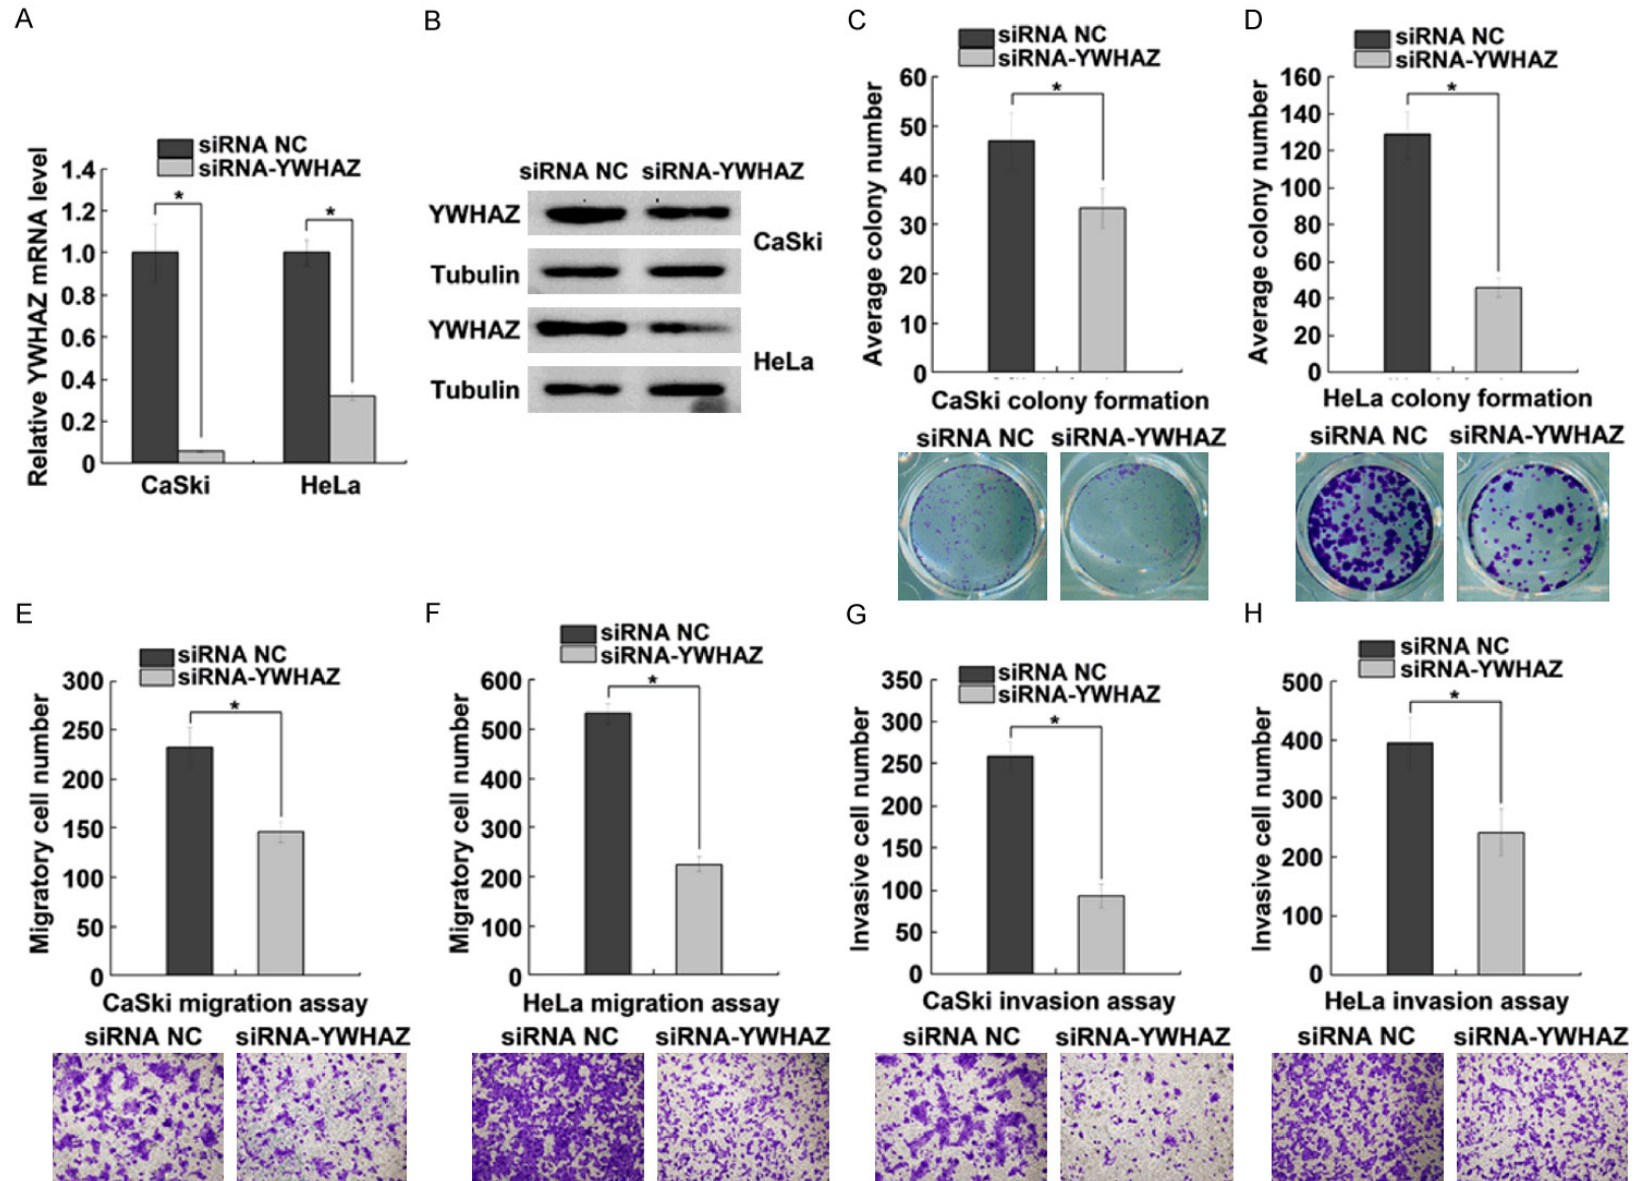 A
siRNA NC
siRNA-YWHAZ
Relative YWHAZ mRNA level
1.4
1.2
1.0
0.8
0.6
0.4
0.2
0
*
*
CaSki
HeLa
B
siRNA NC siRNA-YWHAZ
YWHAZ
CaSki
Tubulin
YWHAZ
HeLa
Tubulin
C
siRNA NC
siRNA-YWHAZ
Average colony number
60
50
40
30
20
10
0
*
CaSki colony formation
siRNA NC siRNA-YWHAZ
D
siRNA NC
siRNA-YWHAZ
Average colony number
160
140
120
100
80
60
40
20
0
*
HeLa colony formation
siRNA NC siRNA-YWHAZ
E
siRNA NC
siRNA-YWHAZ
Migratory cell number
300
250
200
150
100
50
0
*
CaSki migration assay
siRNA NC siRNA-YWHAZ
F
siRNA NC
siRNA-YWHAZ
Migratory cell number
600
500
400
300
200
100
0
*
HeLa migration assay
siRNA NC siRNA-YWHAZ
G
siRNA NC
siRNA-YWHAZ
Invasive cell number
350
300
250
200
150
100
50
0
*
CaSki invasion assay
siRNA NC siRNA-YWHAZ
H
siRNA NC
siRNA-YWHAZ
Invasive cell number
500
400
300
200
100
0
*
HeLa invasion assay
siRNA NC siRNA-YWHAZ